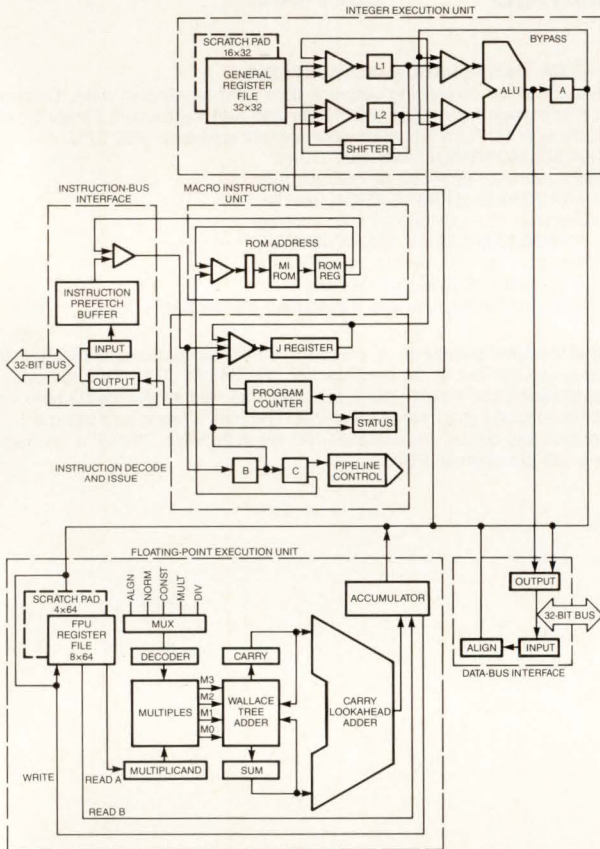 INTEGER EXECUTION UNIT
SCRATCH PAD
16×32
GENERAL
REGISTER
FILE
32×32
L1
L2
SHIFTER
ALU
BYPASS
A
INSTRUCTION-BUS
INTERFACE
INSTRUCTION
PREFETCH
BUFFER
INPUT
32-BIT BUS
OUTPUT
MACRO INSTRUCTION
UNIT
ROM ADDRESS
MI
ROM
ROM
REG
J REGISTER
PROGRAM
COUNTER
STATUS
INSTRUCTION DECODE
AND ISSUE
B
C
PIPELINE
CONTROL
FLOATING-POINT EXECUTION UNIT
SCRATCH PAD
4×64
FPU
REGISTER
FILE
8×64
ALGN
NORM
CONST
MULT
DIV
MUX
DECODER
MULTIPLES
M3
M2
M1
M0
MULTIPLICAND
CARRY
WALLACE
TREE
ADDER
SUM
CARRY
LOOKAHEAD
ADDER
ACCUMULATOR
WRITE
READ A
READ B
OUTPUT
32-BIT
BUS
ALIGN
INPUT
DATA-BUS INTERFACE